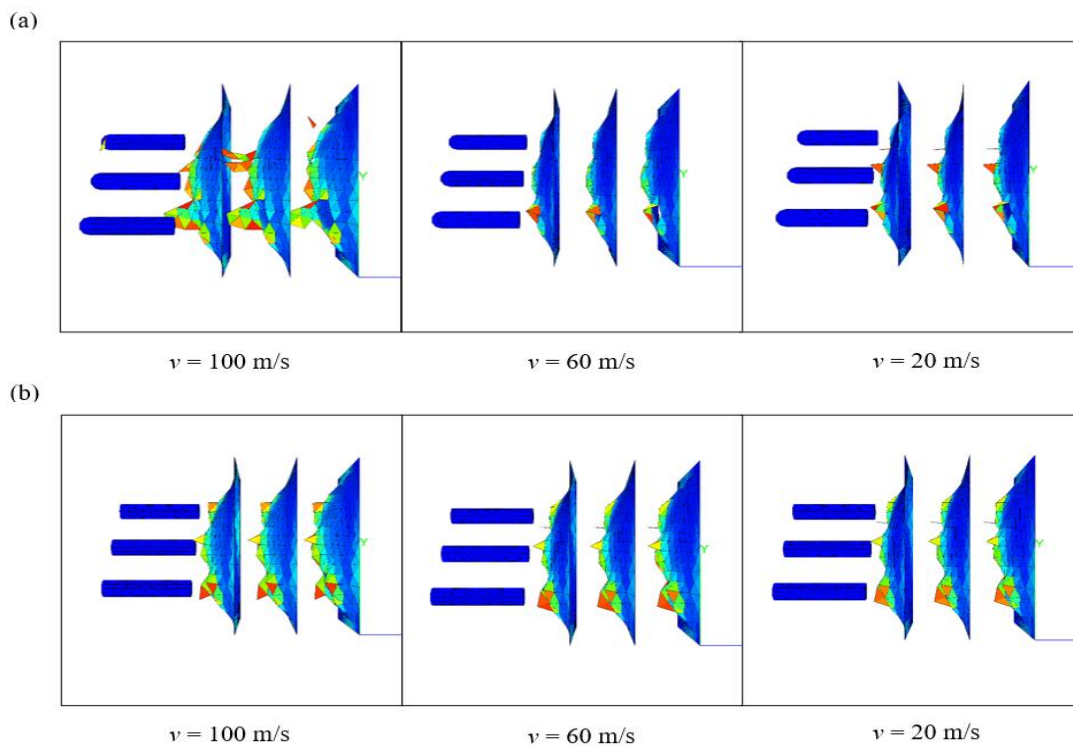 (a)
Y
Y
Y
v = 100 m/s
v = 60 m/s
v = 20 m/s
(b)
Y
Y
Y
v = 100 m/s
v = 60 m/s
v = 20 m/s